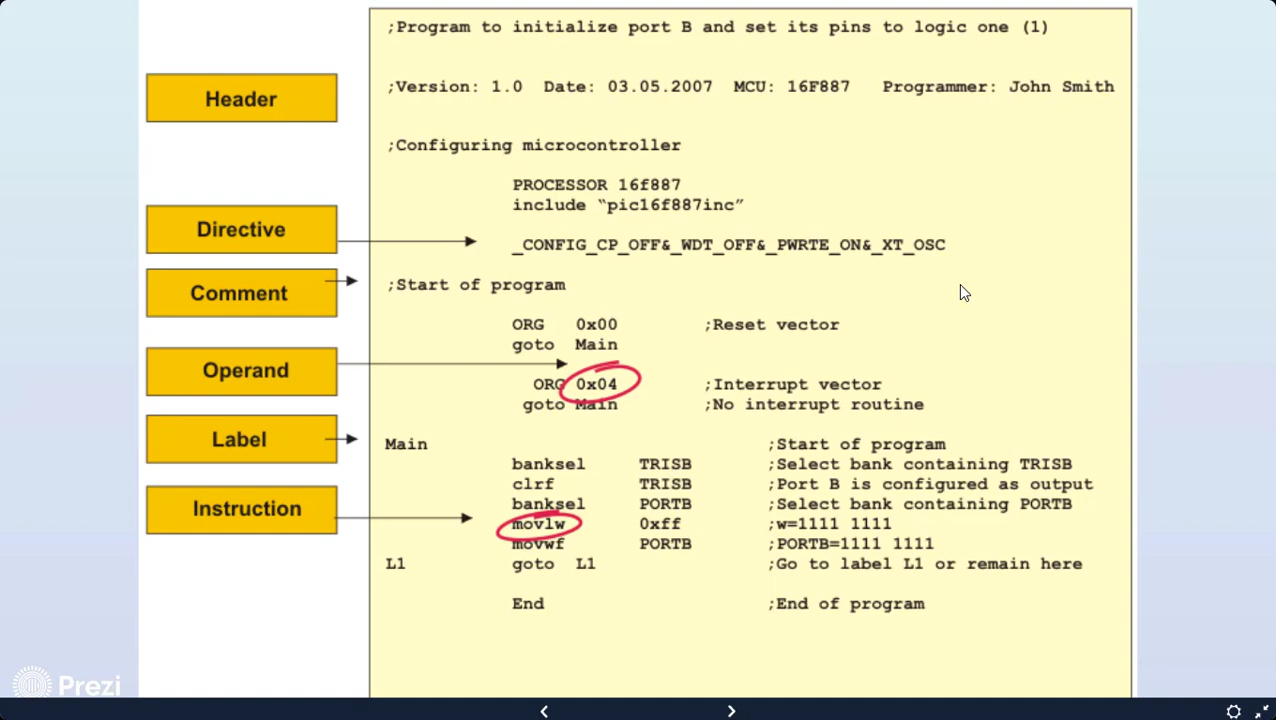 ;Program to initialize port B and set its pins to logic one (1)
;Version: 1.0 Date: 03.05.2007 MCU: 16F887 Programmer: John Smith
Header
;Configuring microcontroller
PROCESSOR 16f887
include “pic16f887inc”
Directive
_CONFIG_CP_OFF&_WDT_OFF&_PWRTE_ON&_XT_OSC
Comment
;Start of program
ORG 0x00 ;Reset vector
goto Main
Operand
ORG 0x04 ;Interrupt vector
goto Main ;No interrupt routine
Label
Main ;Start of program
banksel TRISB ;Select bank containing TRISB
clrf TRISB ;Port B is configured as output
banksel PORTB ;Select bank containing PORTB
Instruction
movlw 0xff ;w=1111 1111
movwf PORTB ;PORTB=1111 1111
L1 goto L1 ;Go to label L1 or remain here
End ;End of program
Prezi